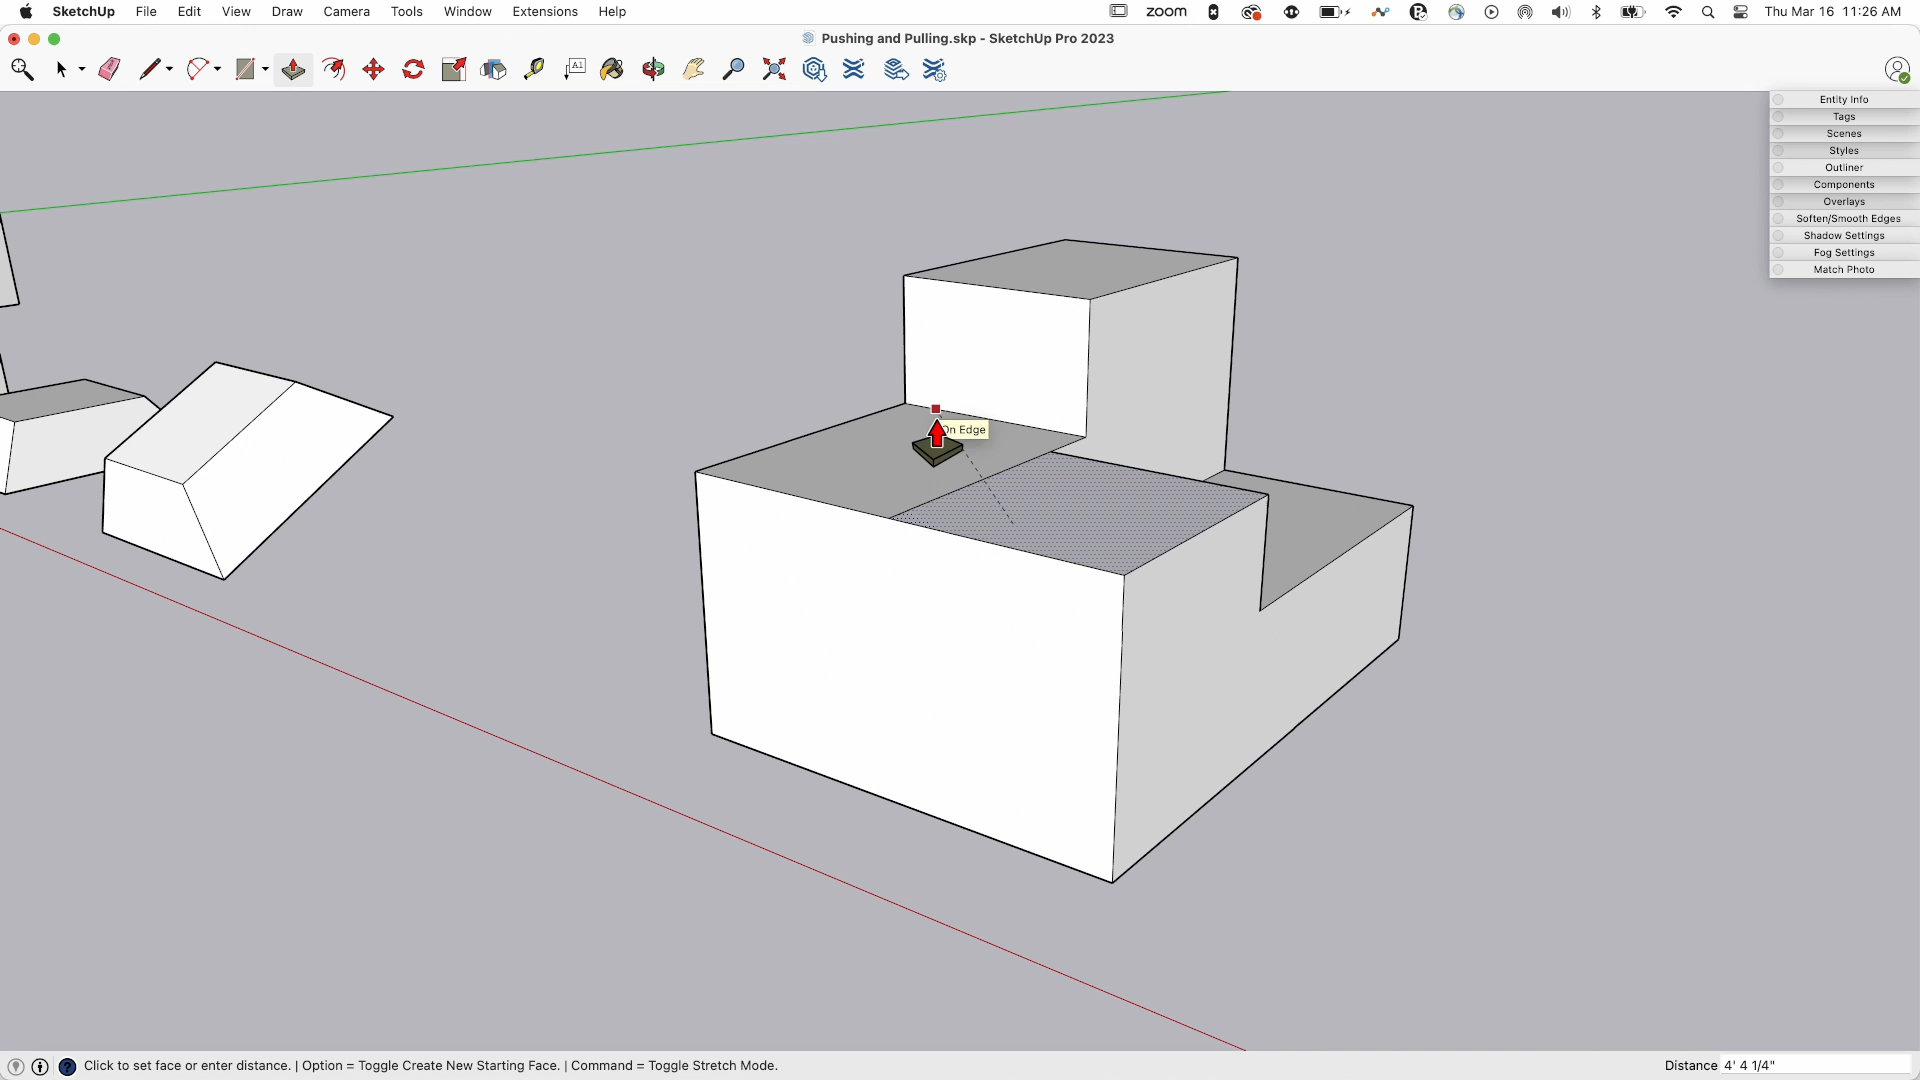 SketchUp File Edit View Draw Camera Tools Window Extensions Help zoom Thu Mar 16 11:26 AM
Pushing and Pulling.skp - SketchUp Pro 2023
A1
Entity Info
Tags
Scenes
Styles
Outliner
Components
Overlays
Soften/Smooth Edges
Shadow Settings
Fog Settings
Match Photo
On Edge
Click to set face or enter distance. | Option = Toggle Create New Starting Face. | Command = Toggle Stretch Mode. Distance 4' 4 1/4"